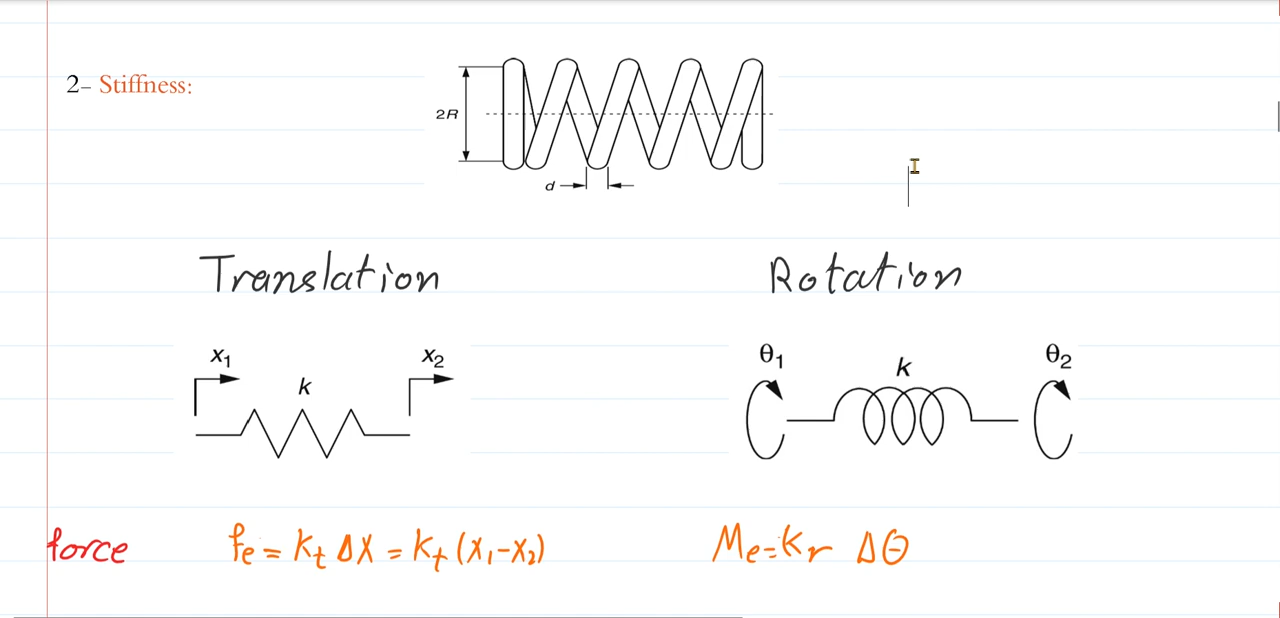 2- Stiffness:
2R
d
Translation
Rotation
x1
x2
k
θ1
k
θ2
force
fe = Kt ΔX = Kt (X1-X2)
Me=Kr ΔΘ